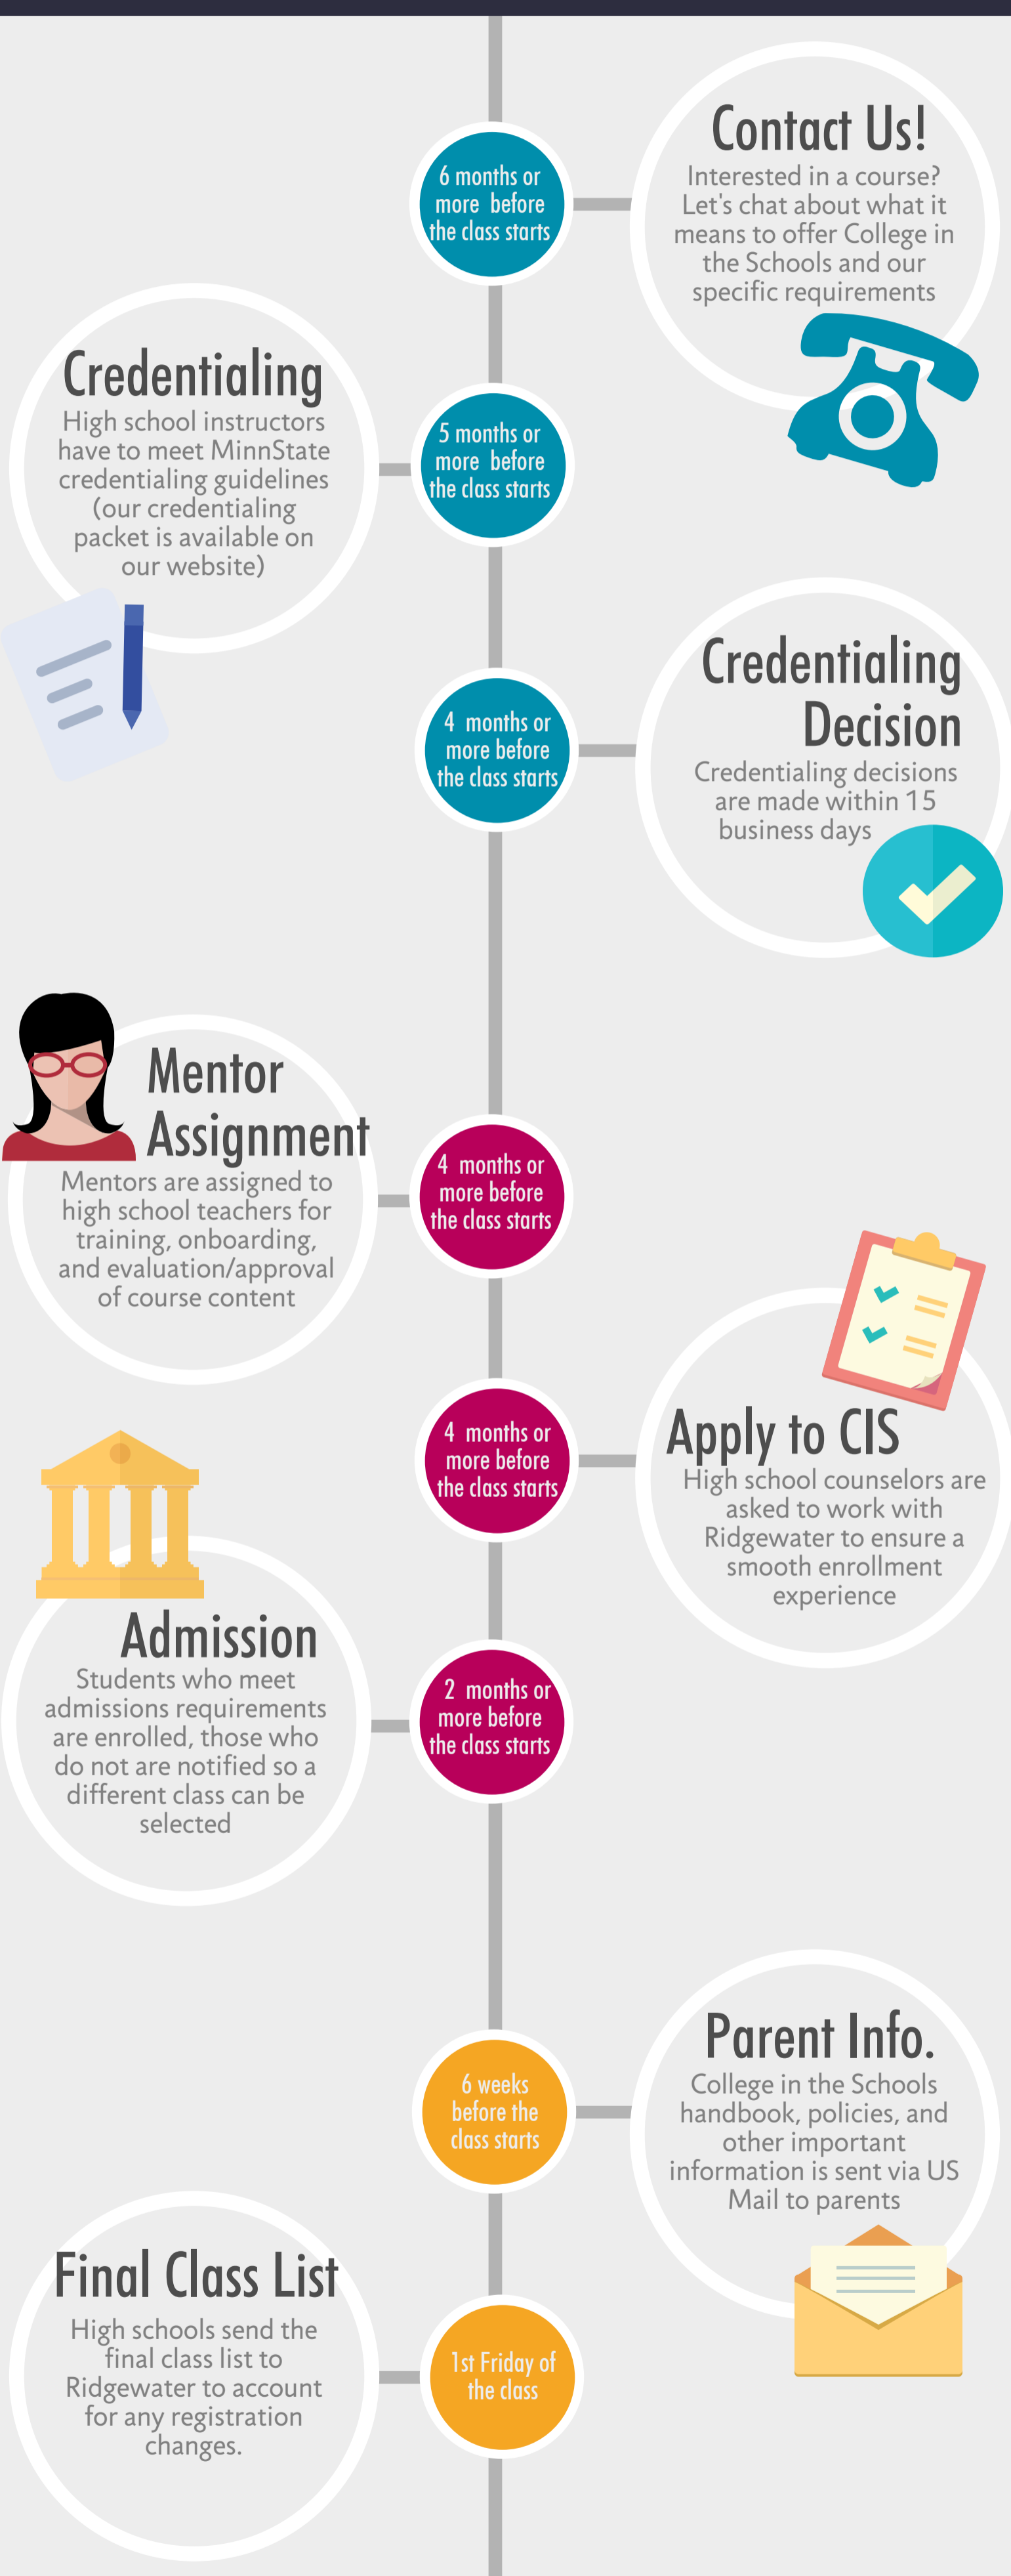 6 months or
more before
the class starts
Contact Us!
Interested in a course?
Let's chat about what it
means to offer College in
the Schools and our
specific requirements
Credentialing
High school instructors
have to meet MinnState
credentialing guidelines
(our credentialing
packet is available on
our website)
5 months or
more before
the class starts
4 months or
more before
the class starts
Credentialing
Decision
Credentialing decisions
are made within 15
business days
Mentor
Assignment
Mentors are assigned to
high school teachers for
training, onboarding,
and evaluation/approval
of course content
4 months or
more before
the class starts
4 months or
more before
the class starts
Apply to CIS
High school counselors are
asked to work with
Ridgewater to ensure a
smooth enrollment
experience
Admission
Students who meet
admissions requirements
are enrolled, those who
do not are notified so a
different class can be
selected
2 months or
more before
the class starts
6 weeks
before the
class starts
Parent Info.
College in the Schools
handbook, policies, and
other important
information is sent via US
Mail to parents
Final Class List
High schools send the
final class list to
Ridgewater to account
for any registration
changes.
1st Friday of
the class